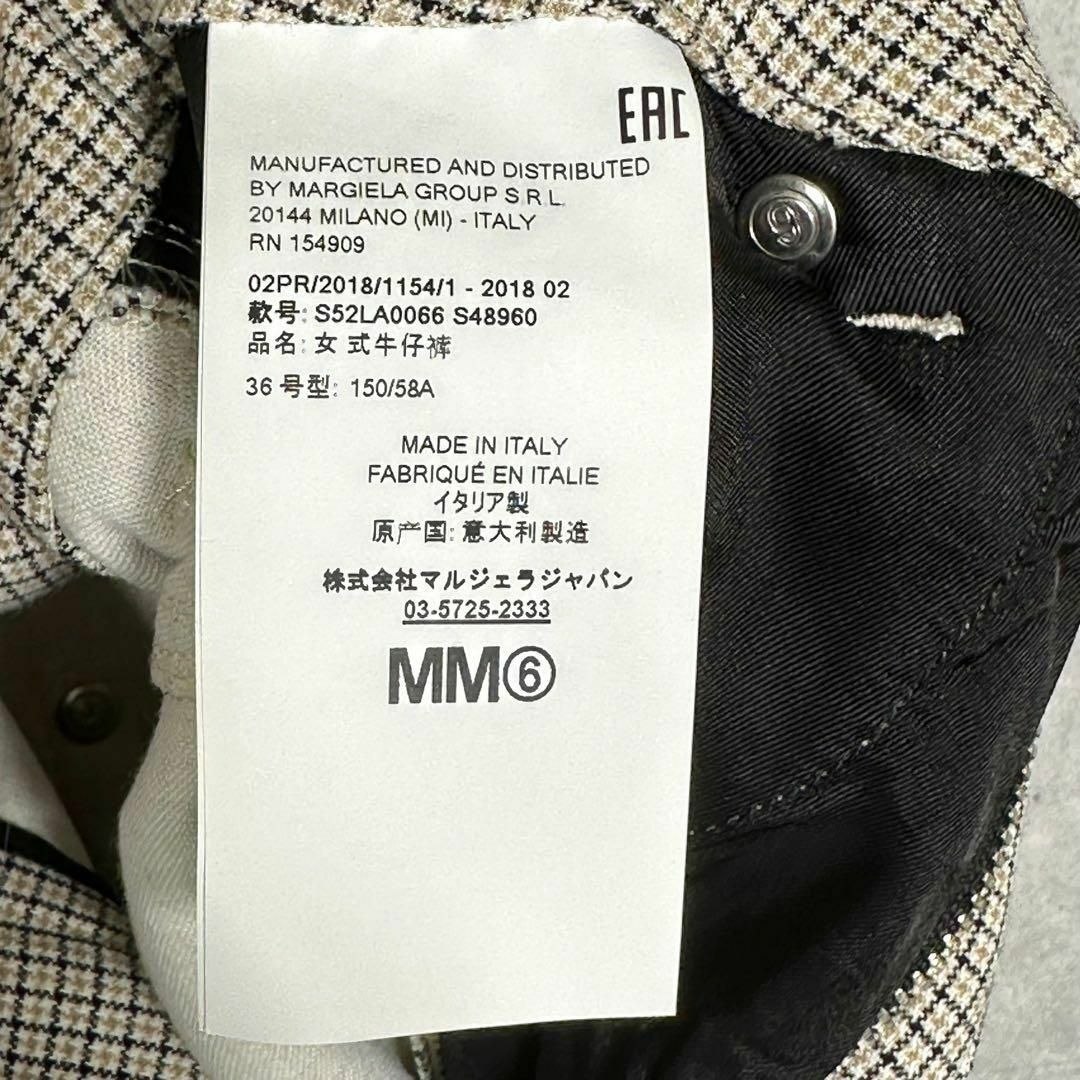 EAC
MANUFACTURED AND DISTRIBUTED
BY MARGIELA GROUP S.R.L.
20144 MILANO (MI) - ITALY
RN 154909
02PR/2018/1154/1 - 2018 02
款号: S52LA0066 S48960
品名: 女 式牛仔裤
36 号型: 150/58A
MADE IN ITALY
FABRIQUÉ EN ITALIE
イタリア製
原产国: 意大利製造
株式会社マルジェラジャパン
03-5725-2333
MM⑥
6